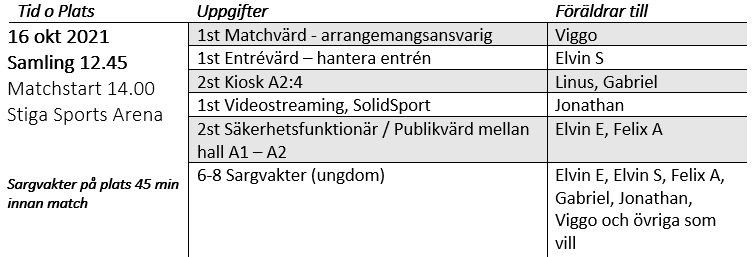 Tid o Plats Uppgifter Föräldrar till
16 okt 2021 1st Matchvärd - arrangemangsansvarig Viggo
Samling 12.45 1st Entrévärd – hantera entrén Elvin S
Matchstart 14.00 2st Kiosk A2:4 Linus, Gabriel
Stiga Sports Arena 1st Videostreaming, SolidSport Jonathan
2st Säkerhetsfunktionär / Publikvärd mellan Elvin E, Felix A
hall A1 – A2
Sargvakter på plats 45 min 6-8 Sargvakter (ungdom) Elvin E, Elvin S, Felix A,
innan match Gabriel, Jonathan,
Viggo och övriga som
vill